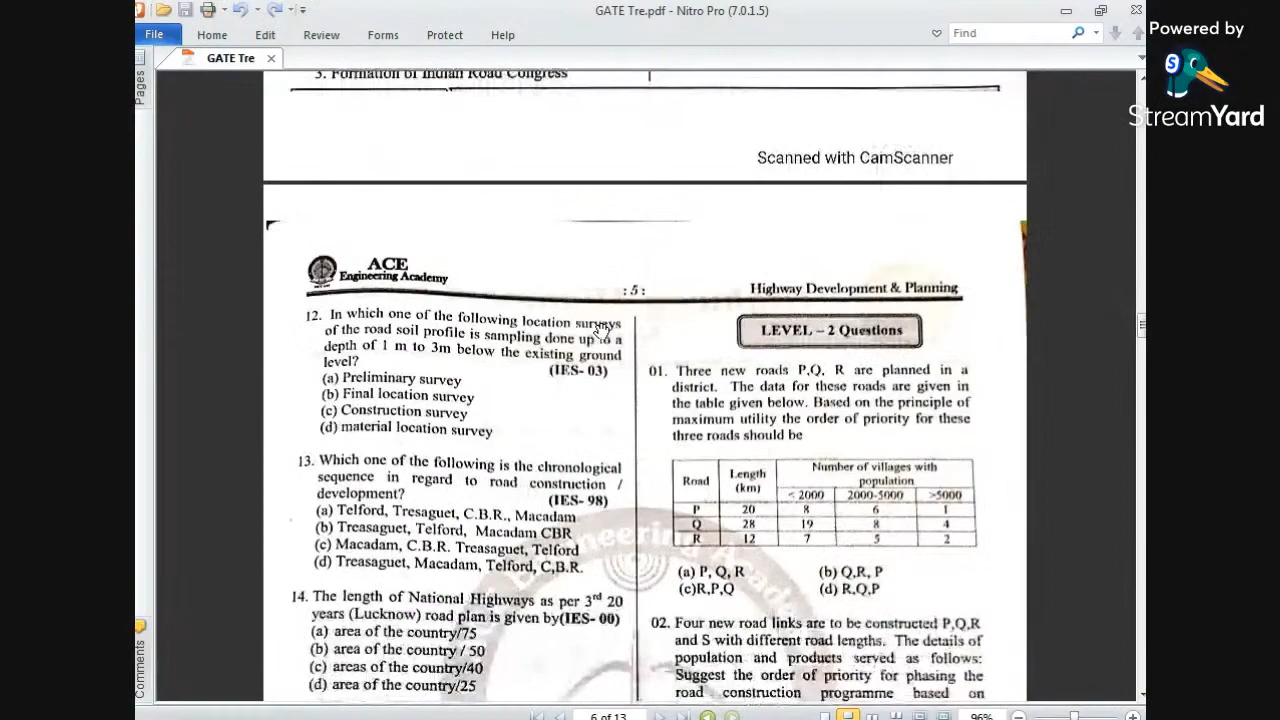 GATE Tre.pdf - Nitro Pro (7.0.1.5)
File Home Edit Review Forms Protect Help Find
GATE Tre
Pages
Comments
Powered by
StreamYard
3. Formation of Indian Road Congress
Scanned with CamScanner
ACE
Engineering Academy
: 5 :
Highway Development & Planning
12. In which one of the following location surveys
of the road soil profile is sampling done up to a
depth of 1 m to 3m below the existing ground
level? (IES- 03)
(a) Preliminary survey
(b) Final location survey
(c) Construction survey
(d) material location survey
13. Which one of the following is the chronological
sequence in regard to road construction /
development? (IES- 98)
(a) Telford, Tresaguet, C.B.R., Macadam
(b) Treasaguet, Telford, Macadam CBR
(c) Macadam, C.B.R. Treasaguet, Telford
(d) Treasaguet, Macadam, Telford, C,B.R.
14. The length of National Highways as per 3rd 20
years (Lucknow) road plan is given by(IES- 00)
(a) area of the country/75
(b) area of the country / 50
(c) areas of the country/40
(d) area of the country/25
LEVEL – 2 Questions
01. Three new roads P,Q, R are planned in a
district. The data for these roads are given in
the table given below. Based on the principle of
maximum utility the order of priority for these
three roads should be
Road Length (km) Number of villages with population
< 2000 2000-5000 >5000
P 20 8 6 1
Q 28 19 8 4
R 12 7 5 2
(a) P, Q, R (b) Q,R, P
(c)R,P,Q (d) R,Q,P
02. Four new road links are to be constructed P,Q,R
and S with different road lengths. The details of
population and products served as follows:
Suggest the order of priority for phasing the
road construction programme based on
Engineering Academy
6 of 13
96%